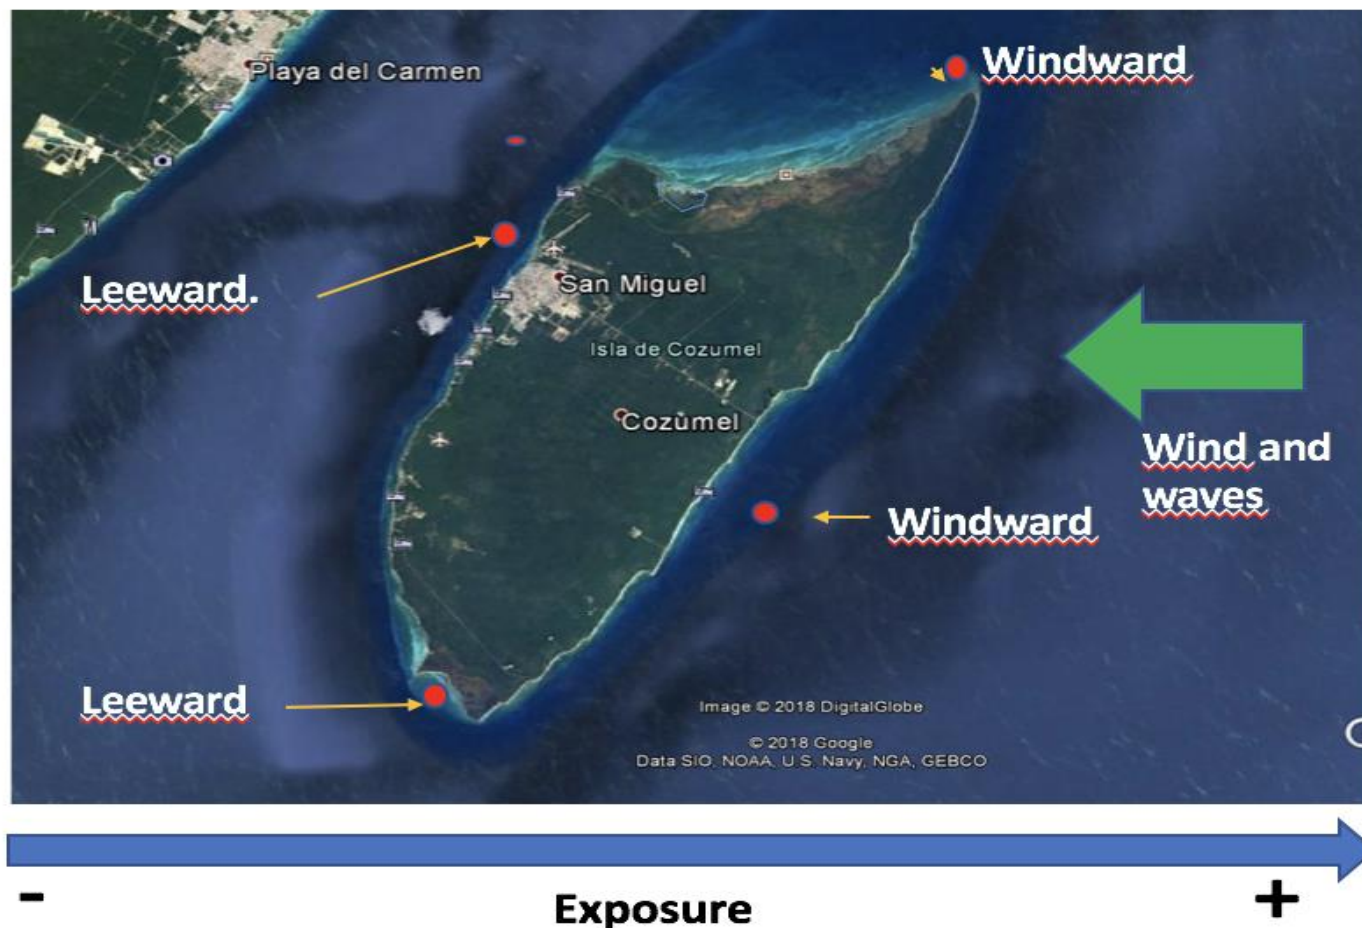 Playa del Carmen
Windward
Leeward.
San Miguel
Isla de Cozumel
Cozùmel
Wind and
waves
Windward
Leeward
Image © 2018 DigitalGlobe
© 2018 Google
Data SIO, NOAA, U.S. Navy, NGA, GEBCO
- +
Exposure